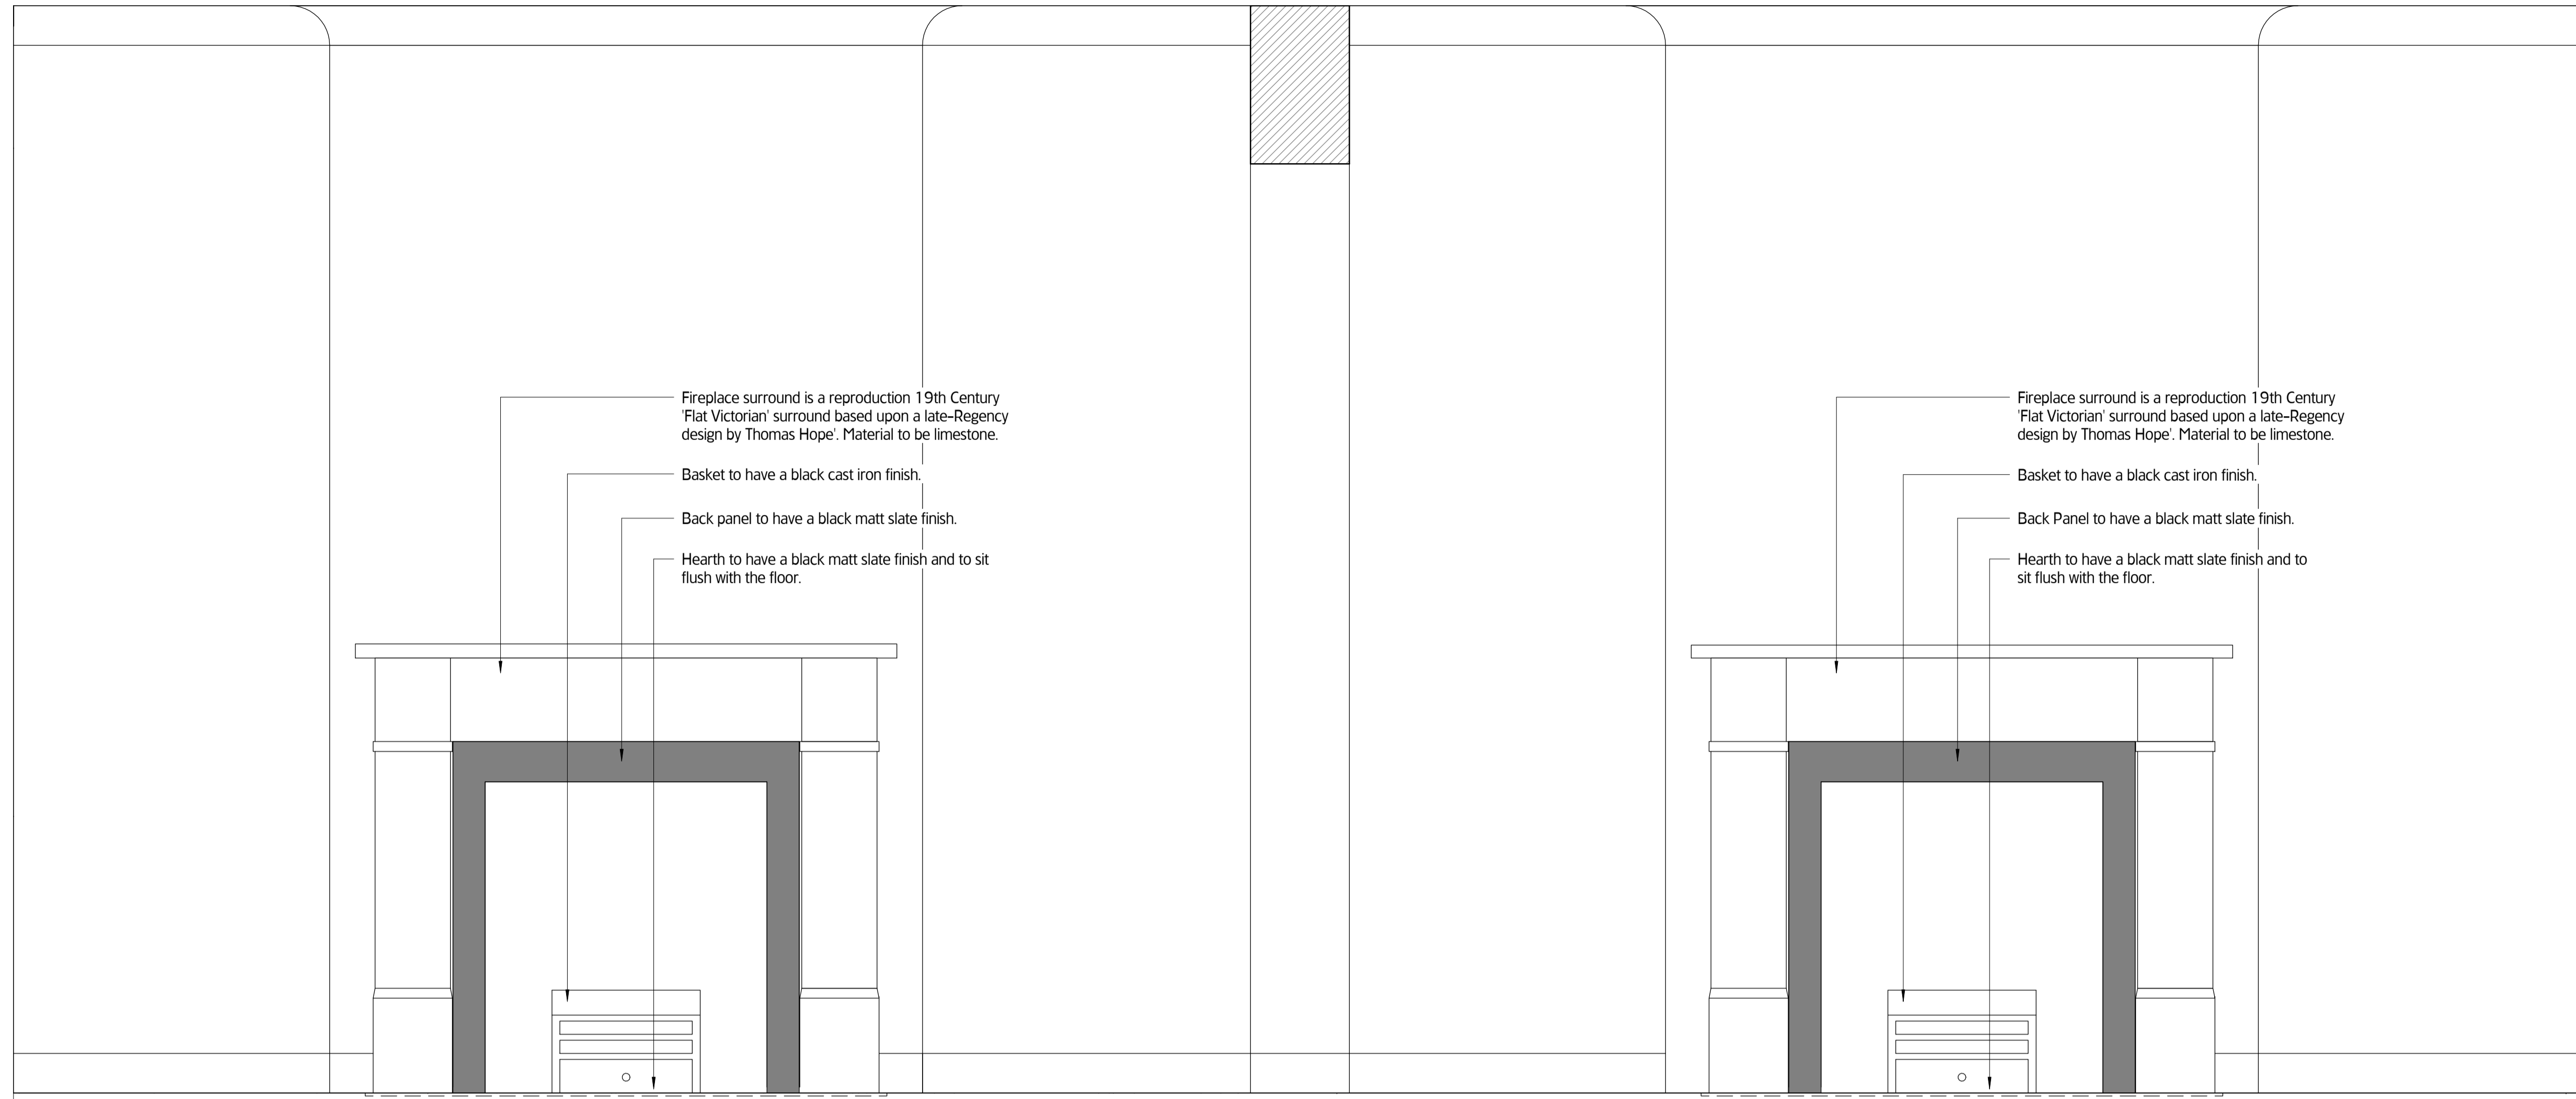 Fireplace surround is a reproduction 19th Century
'Flat Victorian' surround based upon a late-Regency
design by Thomas Hope'. Material to be limestone.
Basket to have a black cast iron finish.
Back panel to have a black matt slate finish.
Hearth to have a black matt slate finish and to sit
flush with the floor.
Fireplace surround is a reproduction 19th Century
'Flat Victorian' surround based upon a late-Regency
design by Thomas Hope'. Material to be limestone.
Basket to have a black cast iron finish.
Back Panel to have a black matt slate finish.
Hearth to have a black matt slate finish and to
sit flush with the floor.